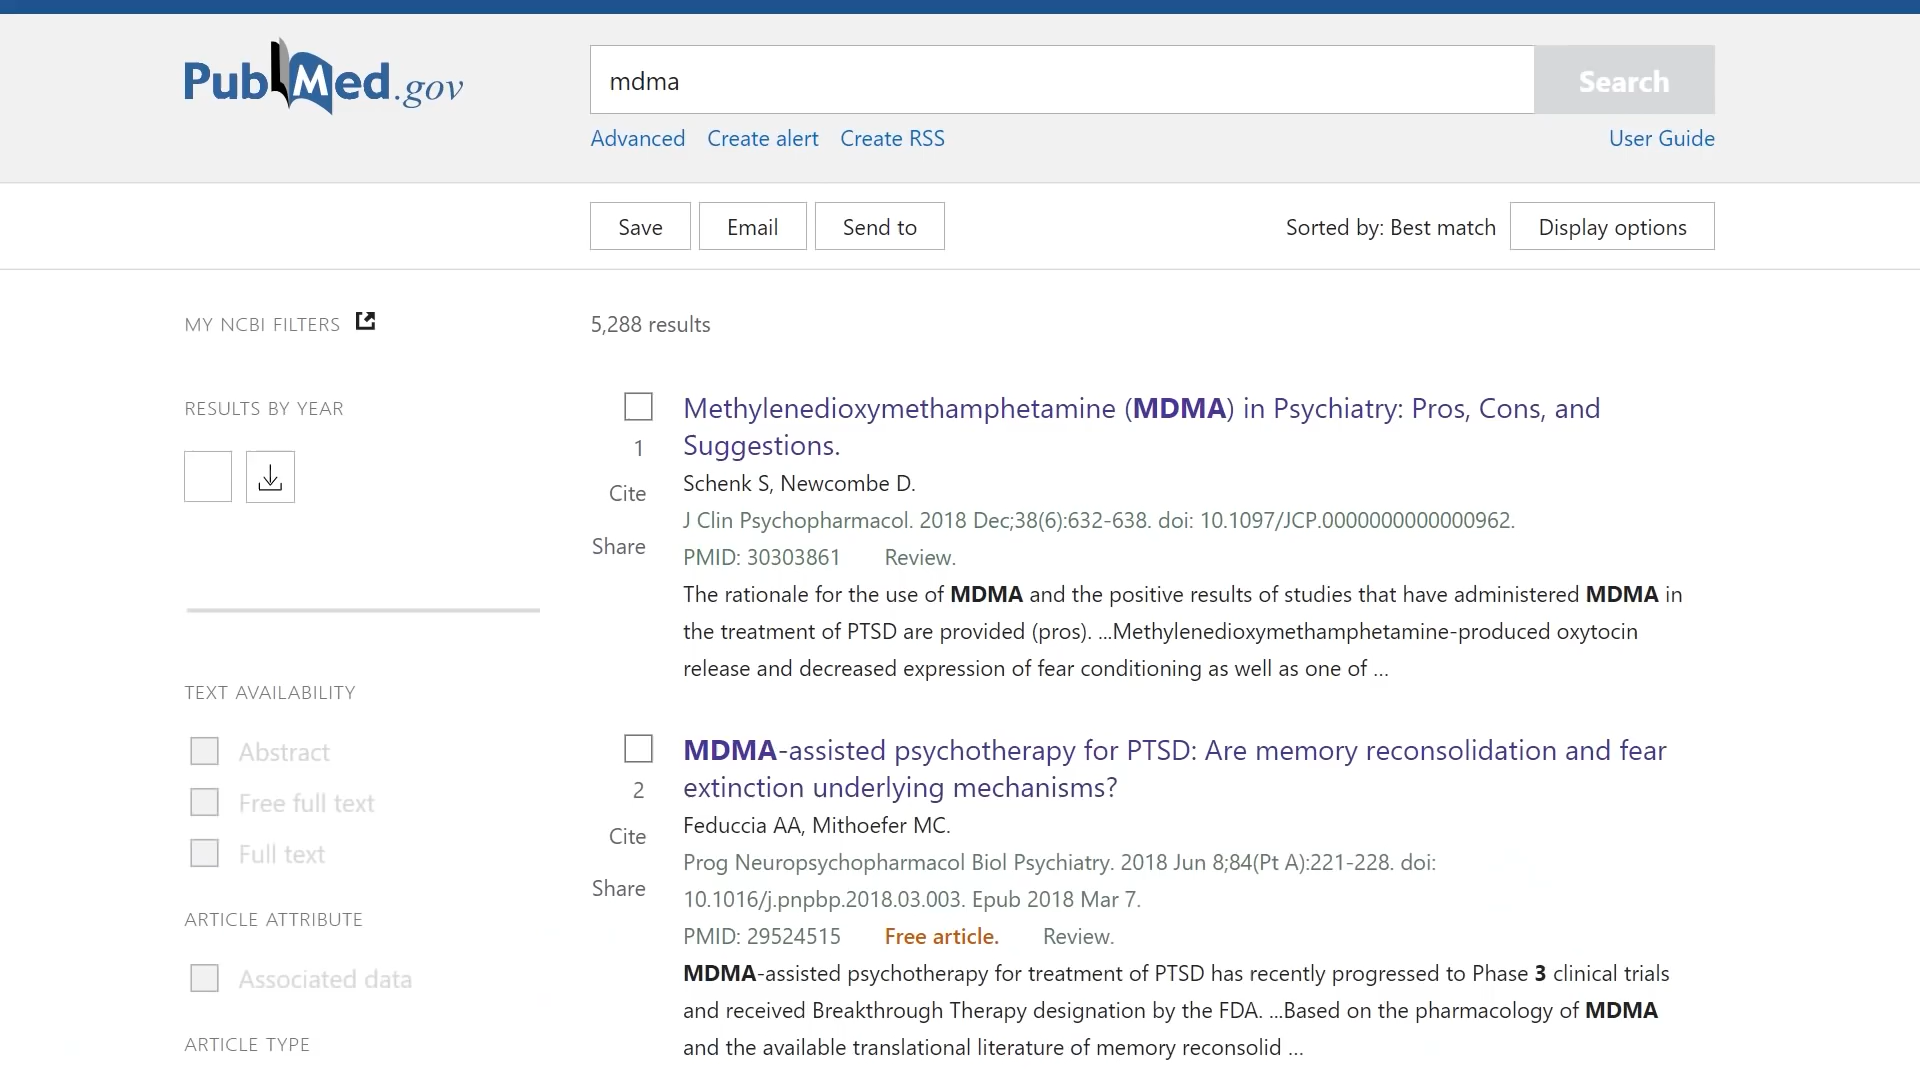 PubMed.gov
mdma
Search
Advanced Create alert Create RSS
User Guide
Save Email Send to
Sorted by: Best match Display options
MY NCBI FILTERS
5,288 results
RESULTS BY YEAR
TEXT AVAILABILITY
Abstract
Free full text
Full text
ARTICLE ATTRIBUTE
Associated data
ARTICLE TYPE
1
Cite
Share
Methylenedioxymethamphetamine (MDMA) in Psychiatry: Pros, Cons, and
Suggestions.
Schenk S, Newcombe D.
J Clin Psychopharmacol. 2018 Dec;38(6):632-638. doi: 10.1097/JCP.0000000000000962.
PMID: 30303861 Review.
The rationale for the use of MDMA and the positive results of studies that have administered MDMA in
the treatment of PTSD are provided (pros). ...Methylenedioxymethamphetamine-produced oxytocin
release and decreased expression of fear conditioning as well as one of ...
2
Cite
Share
MDMA-assisted psychotherapy for PTSD: Are memory reconsolidation and fear
extinction underlying mechanisms?
Feduccia AA, Mithoefer MC.
Prog Neuropsychopharmacol Biol Psychiatry. 2018 Jun 8;84(Pt A):221-228. doi:
10.1016/j.pnpbp.2018.03.003. Epub 2018 Mar 7.
PMID: 29524515 Free article. Review.
MDMA-assisted psychotherapy for treatment of PTSD has recently progressed to Phase 3 clinical trials
and received Breakthrough Therapy designation by the FDA. ...Based on the pharmacology of MDMA
and the available translational literature of memory reconsolid ...